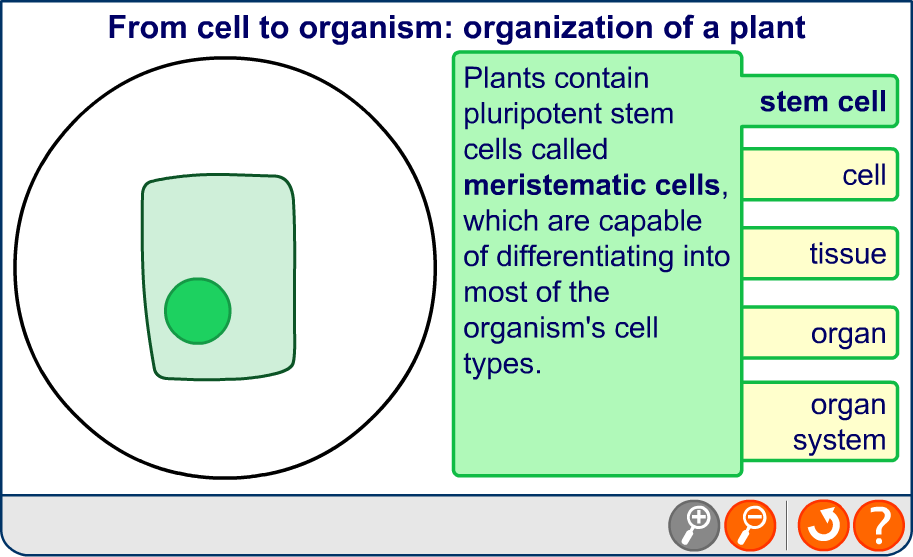 From cell to organism: organization of a plant
Plants contain
pluripotent stem
cells called
meristematic cells,
which are capable
of differentiating into
most of the
organism's cell
types.
stem cell
cell
tissue
organ
organ
system
?